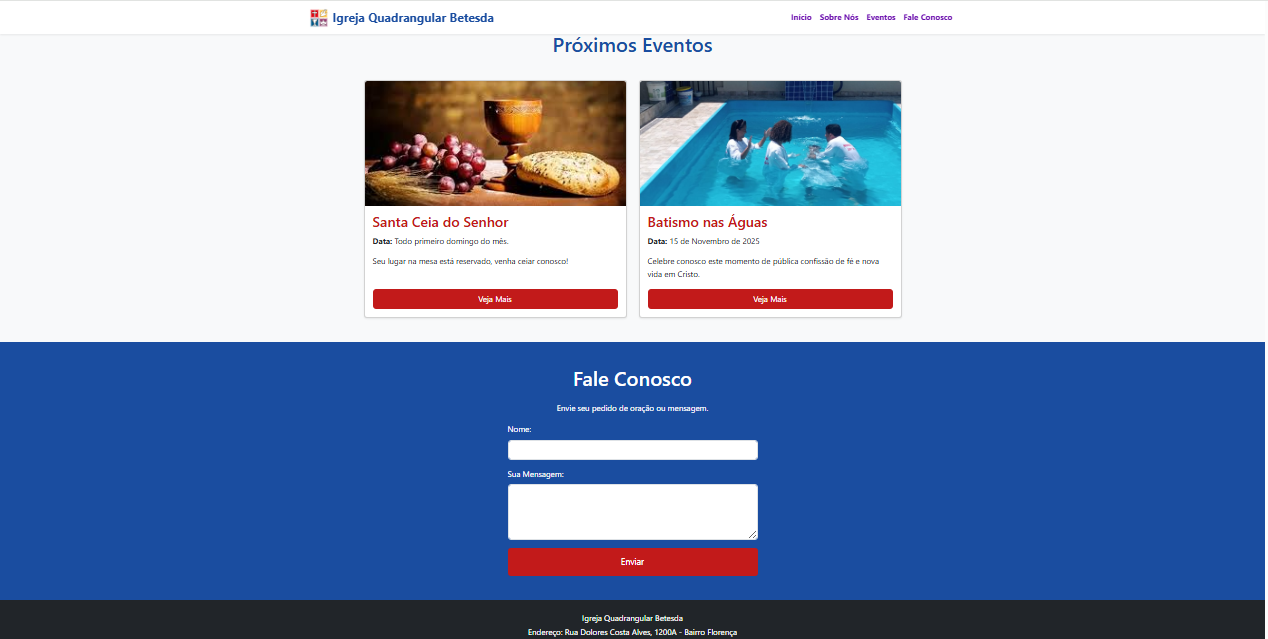 Igreja Quadrangular Betesda
Início Sobre Nós Eventos Fale Conosco
Próximos Eventos
Santa Ceia do Senhor
Data: Todo primeiro domingo do mês.
Seu lugar na mesa está reservado, venha ceiar conosco!
Veja Mais
Batismo nas Águas
Data: 15 de Novembro de 2025
Celebre conosco este momento de pública confissão de fé e nova
vida em Cristo.
Veja Mais
Fale Conosco
Envie seu pedido de oração ou mensagem.
Nome:
Sua Mensagem:
Enviar
Igreja Quadrangular Betesda
Endereço: Rua Dolores Costa Alves, 1200A - Bairro Florença